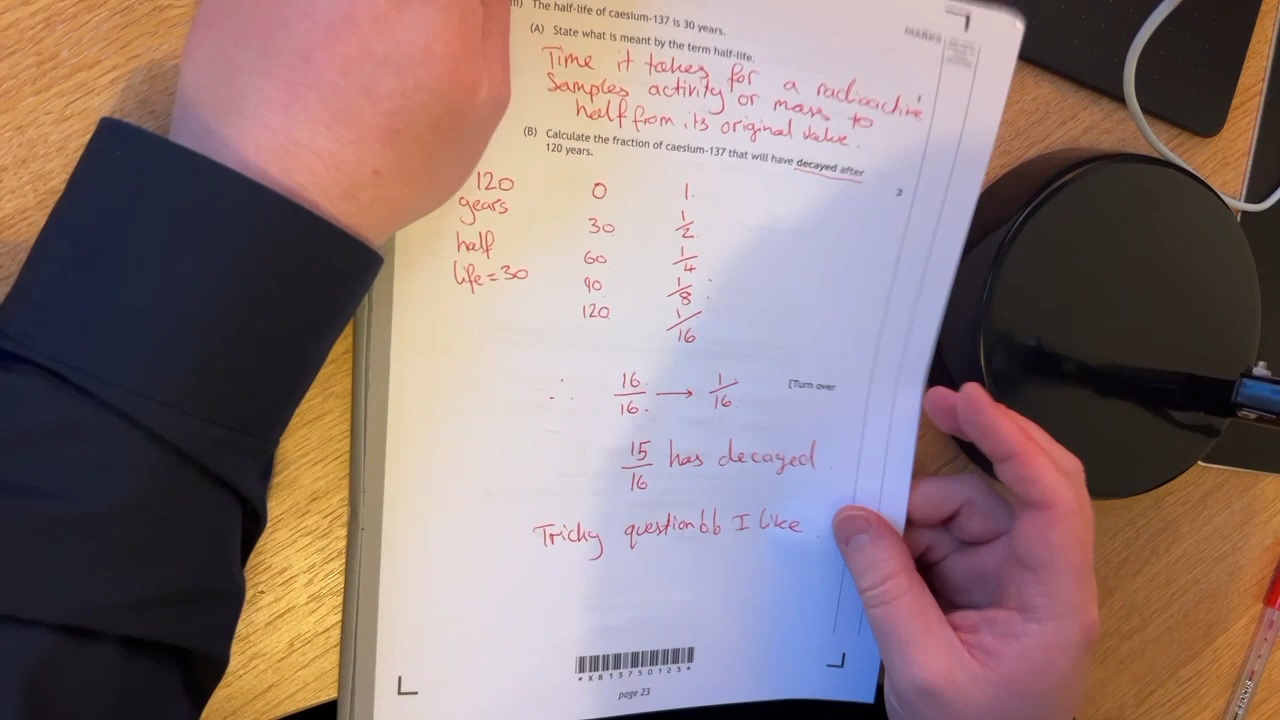 The half-life of caesium-137 is 30 years.
(A) State what is meant by the term half-life.
Time it takes for a radioactive
Samples activity or mass to
half from its original value.
(B) Calculate the fraction of caesium-137 that will have decayed after
120 years.
3
120 0 1.
years 30 1/2
half 60 1/4
life=30 90 1/8
120 1/16
∴ 16/16 → 1/16
[Turn over
15/16 has decayed.
Tricky question I like.
*X813750123*
page 23